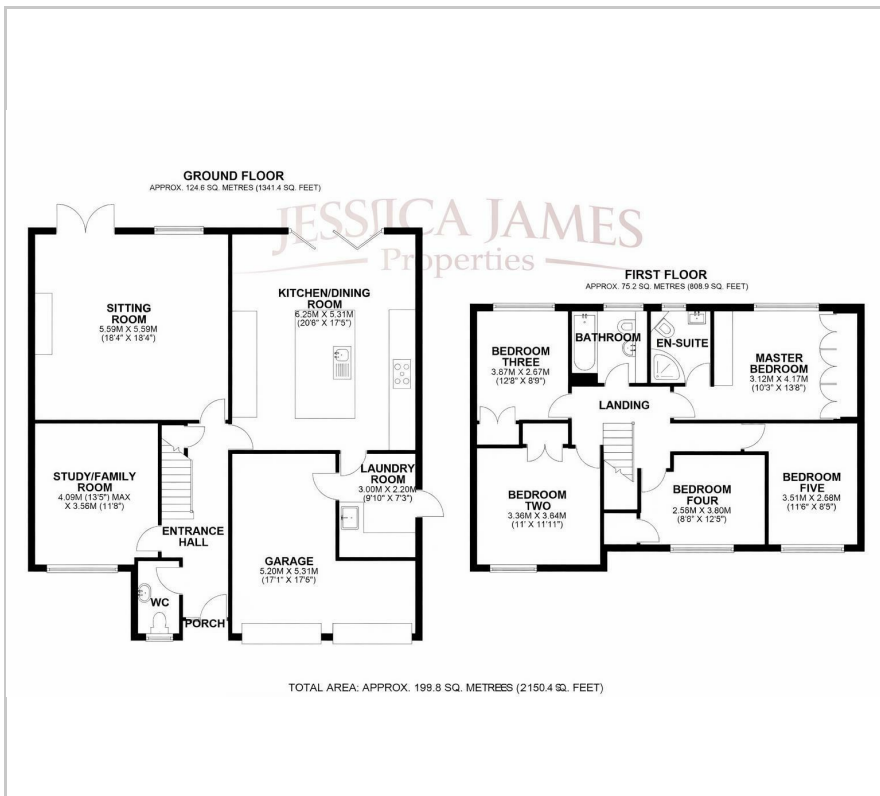 JESSICA JAMES
Properties
GROUND FLOOR
APPROX. 124.6 SQ. METRES (1341.4 SQ. FEET)
SITTING
ROOM
5.59M X 5.59M
(18'4" X 18'4")
KITCHEN/DINING
ROOM
6.25M X 5.31M
(20'6" X 17'5")
STUDY/FAMILY
ROOM
4.09M (13'5") MAX
X 3.56M (11'8")
ENTRANCE
HALL
LAUNDRY
ROOM
3.00M X 2.20M
(9'10" X 7'3")
GARAGE
5.20M X 5.31M
(17'1" X 17'5")
WC
PORCH
FIRST FLOOR
APPROX. 75.2 SQ. METRES (808.9 SQ. FEET)
BEDROOM
THREE
3.87M X 2.67M
(12'8" X 8'9")
BATHROOM
EN-SUITE
MASTER
BEDROOM
3.12M X 4.17M
(10'3" X 13'8")
LANDING
BEDROOM
TWO
3.36M X 3.64M
(11' X 11'11")
BEDROOM
FOUR
2.58M X 3.80M
(8'8" X 12'5")
BEDROOM
FIVE
3.51M X 2.68M
(11'6" X 8'5")
TOTAL AREA: APPROX. 199.8 SQ. METRES (2150.4 SQ. FEET)